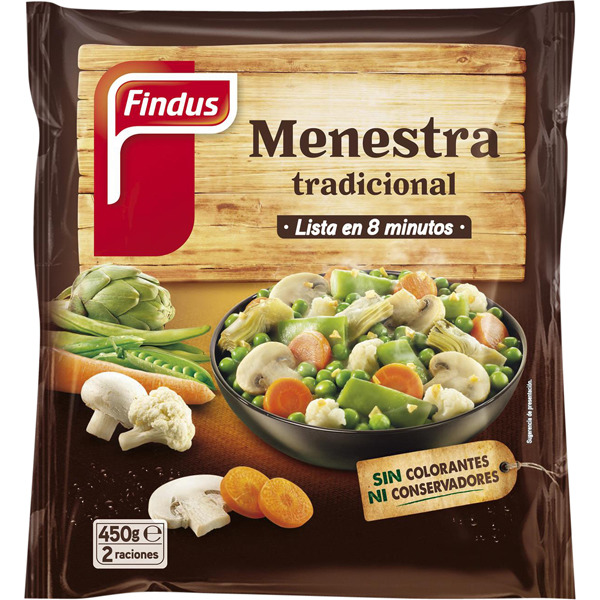 Findus
Menestra
tradicional
· Lista en 8 minutos ·
Sugerencia de presentación.
SIN COLORANTES
NI CONSERVADORES
450g e
2 raciones